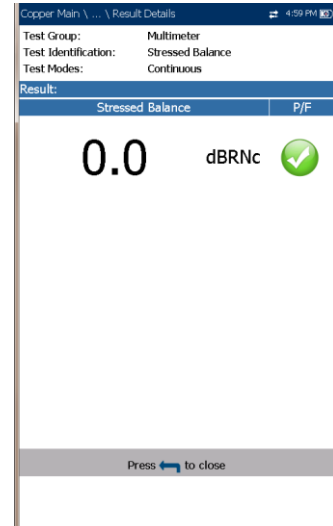 Copper Main \ ... \ Result Details 4:59 PM
Test Group: Multimeter
Test Identification: Stressed Balance
Test Modes: Continuous
Result:
Stressed Balance P/F
0.0 dBRNc
Press to close